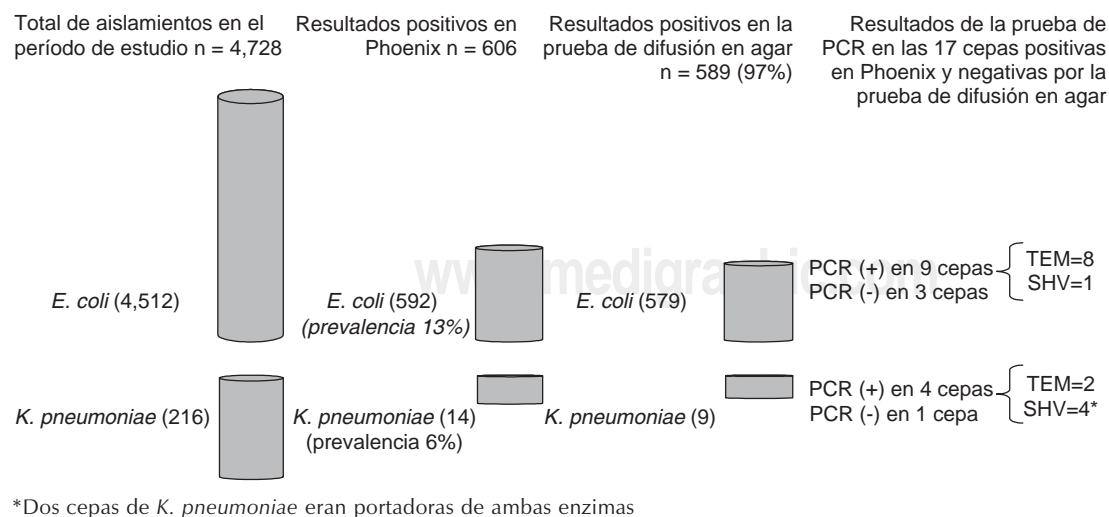 Total de aislamientos en el
período de estudio n = 4,728
Resultados positivos en
Phoenix n = 606
Resultados positivos en la
prueba de difusión en agar
n = 589 (97%)
Resultados de la prueba de
PCR en las 17 cepas positivas
en Phoenix y negativas por la
prueba de difusión en agar
www.medigraphic.com
E. coli (4,512)
E. coli (592)
(prevalencia 13%)
E. coli (579)
PCR (+) en 9 cepas
PCR (-) en 3 cepas
TEM=8
SHV=1
K. pneumoniae (216)
K. pneumoniae (14)
(prevalencia 6%)
K. pneumoniae (9)
PCR (+) en 4 cepas
PCR (-) en 1 cepa
TEM=2
SHV=4*
*Dos cepas de K. pneumoniae eran portadoras de ambas enzimas